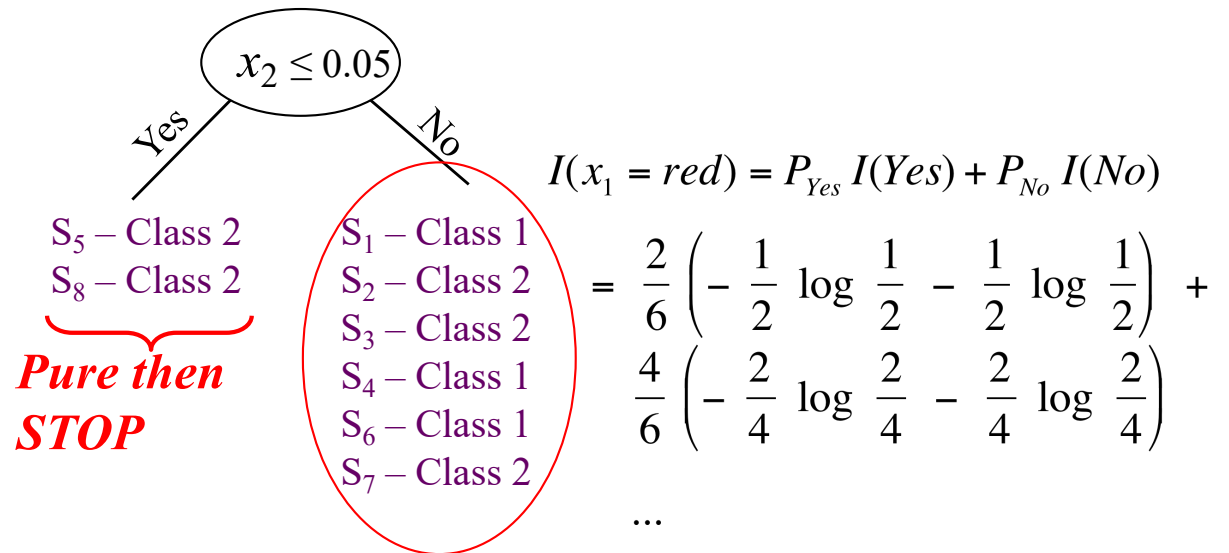 x₂ ≤ 0.05
Yes
No
S₅ – Class 2
S₈ – Class 2
Pure then
STOP
S₁ – Class 1
S₂ – Class 2
S₃ – Class 2
S₄ – Class 1
S₆ – Class 1
S₇ – Class 2
I(x₁ = red) = P_Yes I(Yes) + P_No I(No)
= 2/6 (− 1/2 log 1/2 − 1/2 log 1/2) +
4/6 (− 2/4 log 2/4 − 2/4 log 2/4)
...